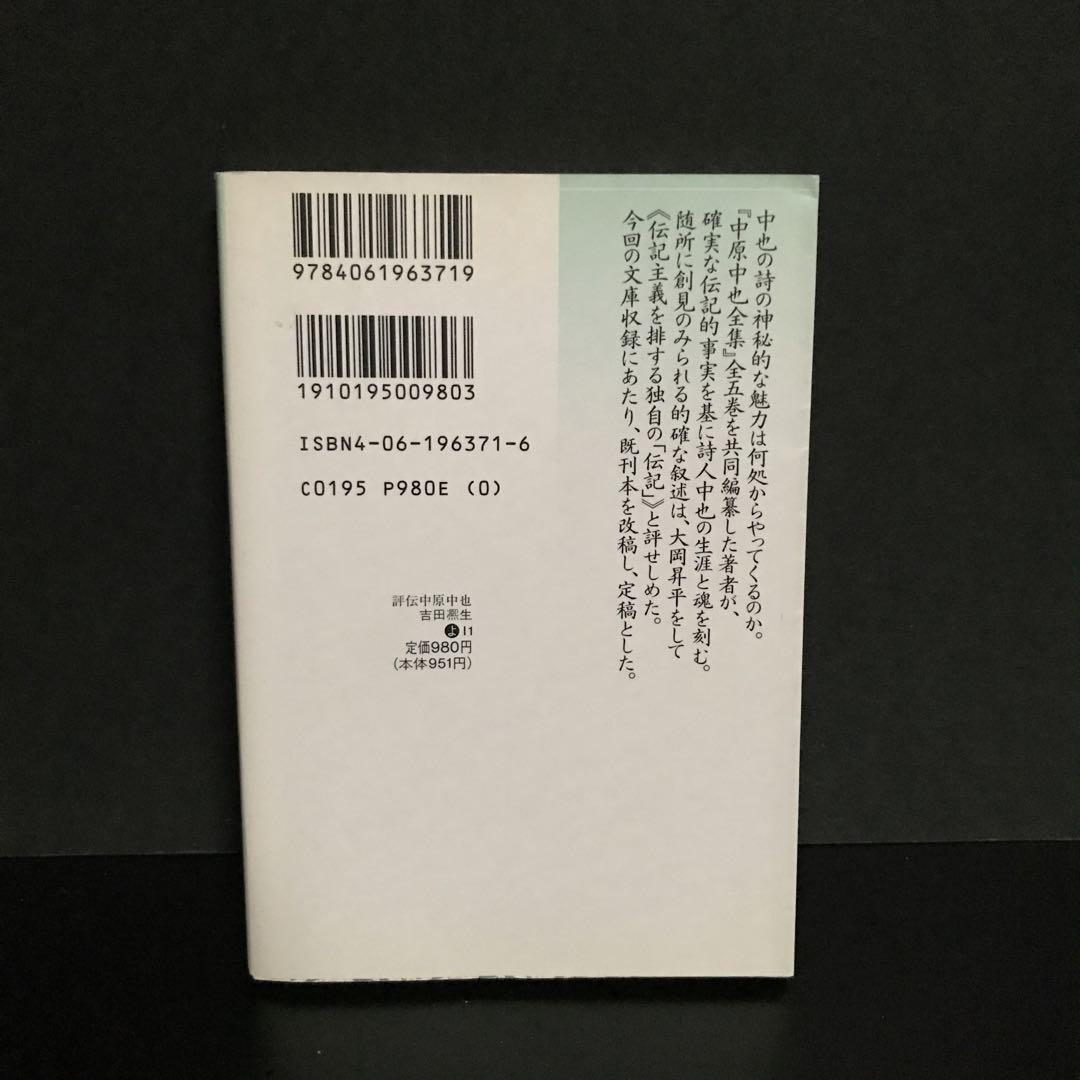 中也の詩の神秘的な魅力は何処からやってくるのか。
『中原中也全集』全五巻を共同編纂した著者が、
確実な伝記的事実を基に詩人中也の生涯と魂を刻む。
随所に創見のみられる的確な叙述は、大岡昇平をして
《伝記主義を排する独自の「伝記」》と評せしめた。
今回の文庫収録にあたり、既刊本を改稿し、定稿とした。
9784061963719
1910195009803
ISBN4-06-196371-6
C0195 P980E (0)
評伝中原中也
吉田凞生
よI1
定価980円
(本体951円)